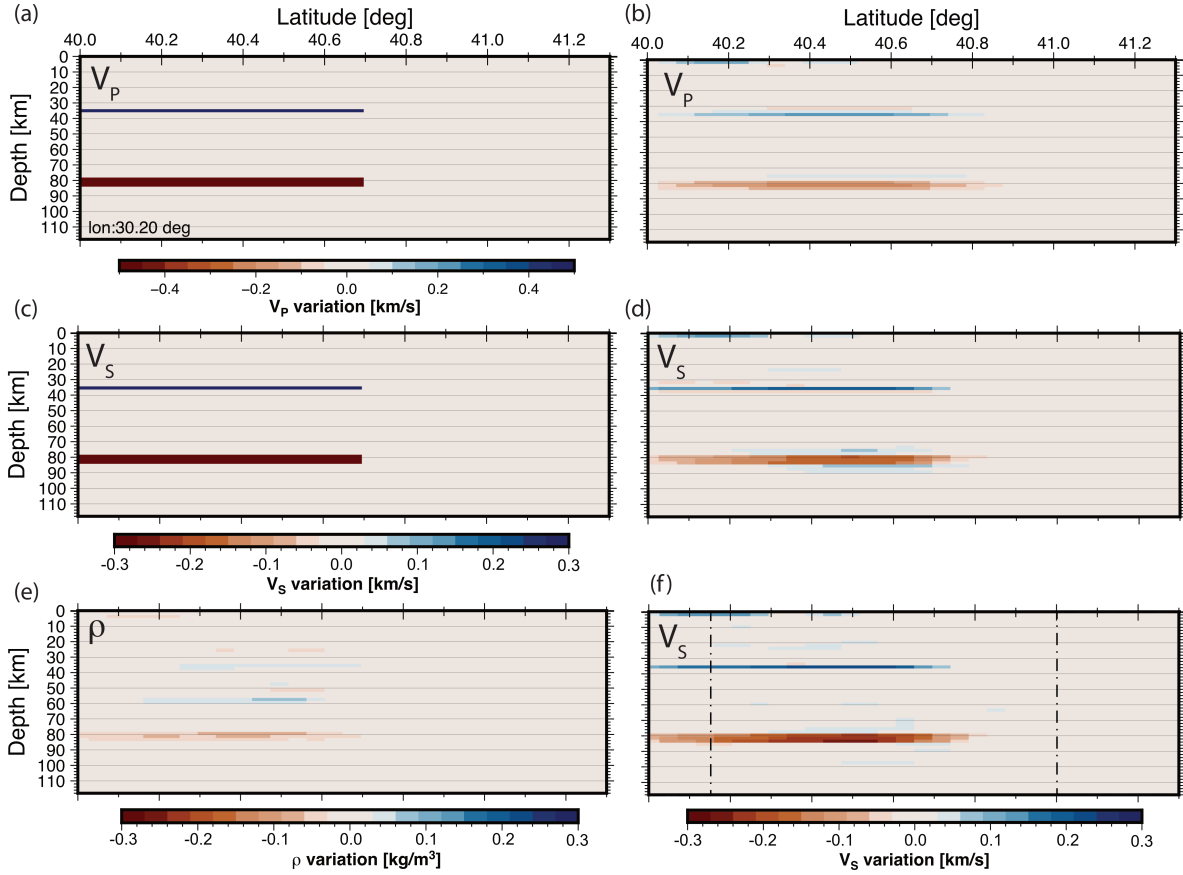 (a)
Latitude [deg]
40.0 40.2 40.4 40.6 40.8 41.0 41.2
Depth [km]
0
10
20
30
40
50
60
70
80
90
100
110
VP
lon:30.20 deg
−0.4 −0.2 0.0 0.2 0.4
VP variation [km/s]
(b)
Latitude [deg]
40.0 40.2 40.4 40.6 40.8 41.0 41.2
VP
(c)
Depth [km]
0
10
20
30
40
50
60
70
80
90
100
110
VS
-0.3 -0.2 -0.1 0.0 0.1 0.2 0.3
VS variation [km/s]
(d)
VS
(e)
Depth [km]
0
10
20
30
40
50
60
70
80
90
100
110
ρ
-0.3 -0.2 -0.1 0.0 0.1 0.2 0.3
ρ variation [kg/m³]
(f)
VS
-0.3 -0.2 -0.1 0.0 0.1 0.2 0.3
VS variation [km/s]